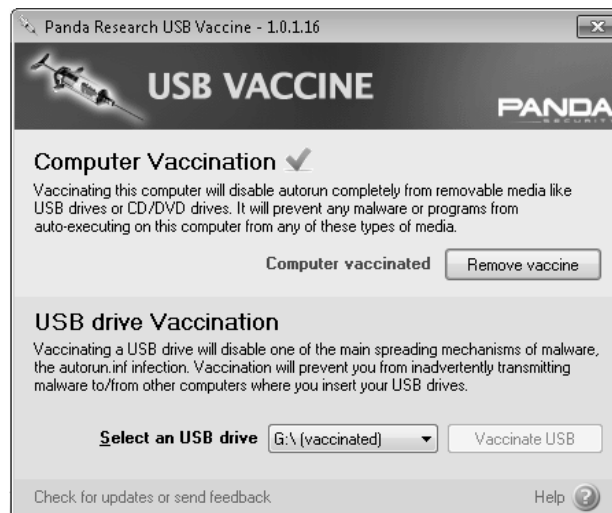 Panda Research USB Vaccine - 1.0.1.16
USB VACCINE
PANDA
SECURITY
Computer Vaccination
Vaccinating this computer will disable autorun completely from removable media like
USB drives or CD/DVD drives. It will prevent any malware or programs from
auto-executing on this computer from any of these types of media.
Computer vaccinated
Remove vaccine
USB drive Vaccination
Vaccinating a USB drive will disable one of the main spreading mechanisms of malware,
the autorun.inf infection. Vaccination will prevent you from inadvertently transmitting
malware to/from other computers where you insert your USB drives.
Select an USB drive
G:\ (vaccinated)
Vaccinate USB
Check for updates or send feedback
Help ?